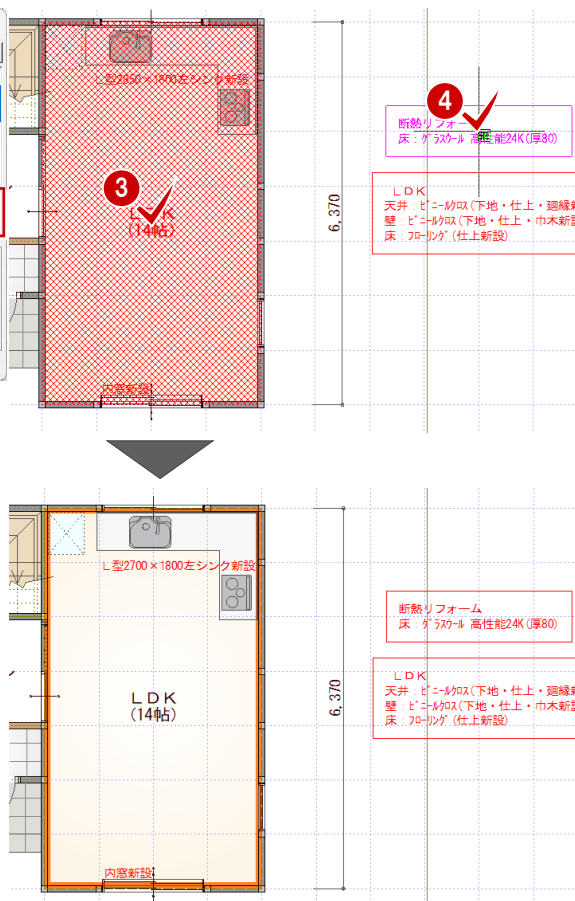 4
断熱リフォー
床：グラスウール 高性能24K(厚80)
L型2850×1800左シンク新設
3
LDK
(14帖)
6,370
LDK
天井：ビニールクロス(下地・仕上・廻縁新
壁：ビニールクロス(下地・仕上・巾木新設
床：フローリング(仕上新設)
内窓新設
L型2700×1800左シンク新設
断熱リフォーム
床：グラスウール 高性能24K(厚80)
LDK
(14帖)
6,370
LDK
天井：ビニールクロス(下地・仕上・廻縁新
壁：ビニールクロス(下地・仕上・巾木新設
床：フローリング(仕上新設)
内窓新設